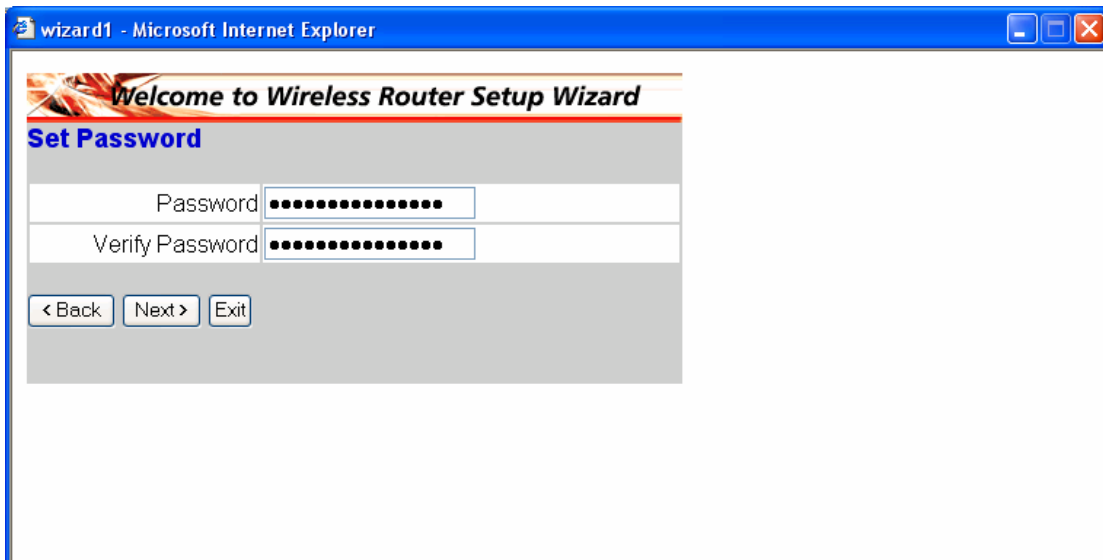 wizard1 - Microsoft Internet Explorer
Welcome to Wireless Router Setup Wizard
Set Password
Password •••••••••••••••
Verify Password •••••••••••••••
< Back Next > Exit